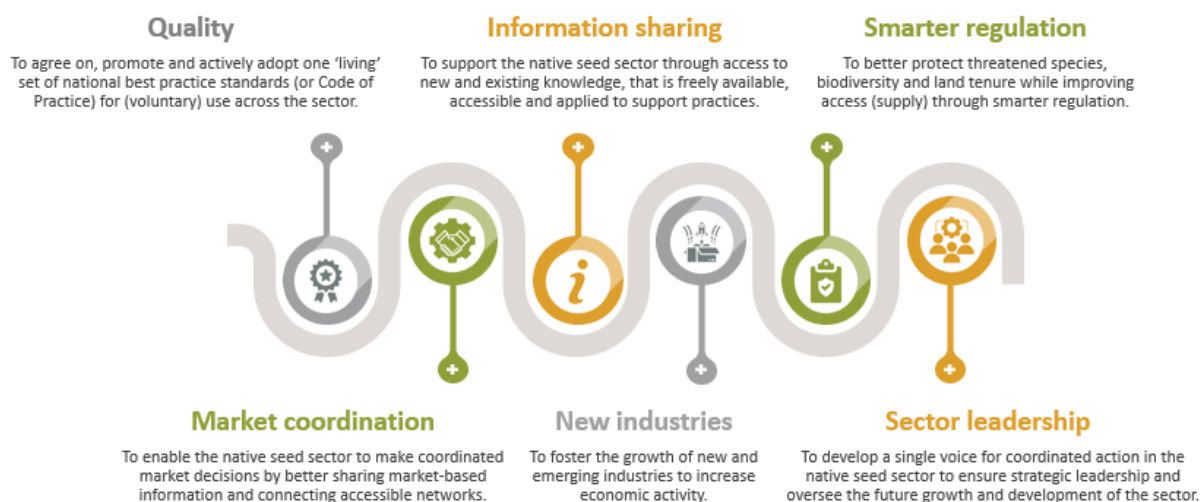 Quality
To agree on, promote and actively adopt one ‘living’
set of national best practice standards (or Code of
Practice) for (voluntary) use across the sector.
Information sharing
To support the native seed sector through access to
new and existing knowledge, that is freely available,
accessible and applied to support practices.
Smarter regulation
To better protect threatened species,
biodiversity and land tenure while improving
access (supply) through smarter regulation.
i
Market coordination
To enable the native seed sector to make coordinated
market decisions by better sharing market-based
information and connecting accessible networks.
New industries
To foster the growth of new and
emerging industries to increase
economic activity.
Sector leadership
To develop a single voice for coordinated action in the
native seed sector to ensure strategic leadership and
oversee the future growth and development of the sector.